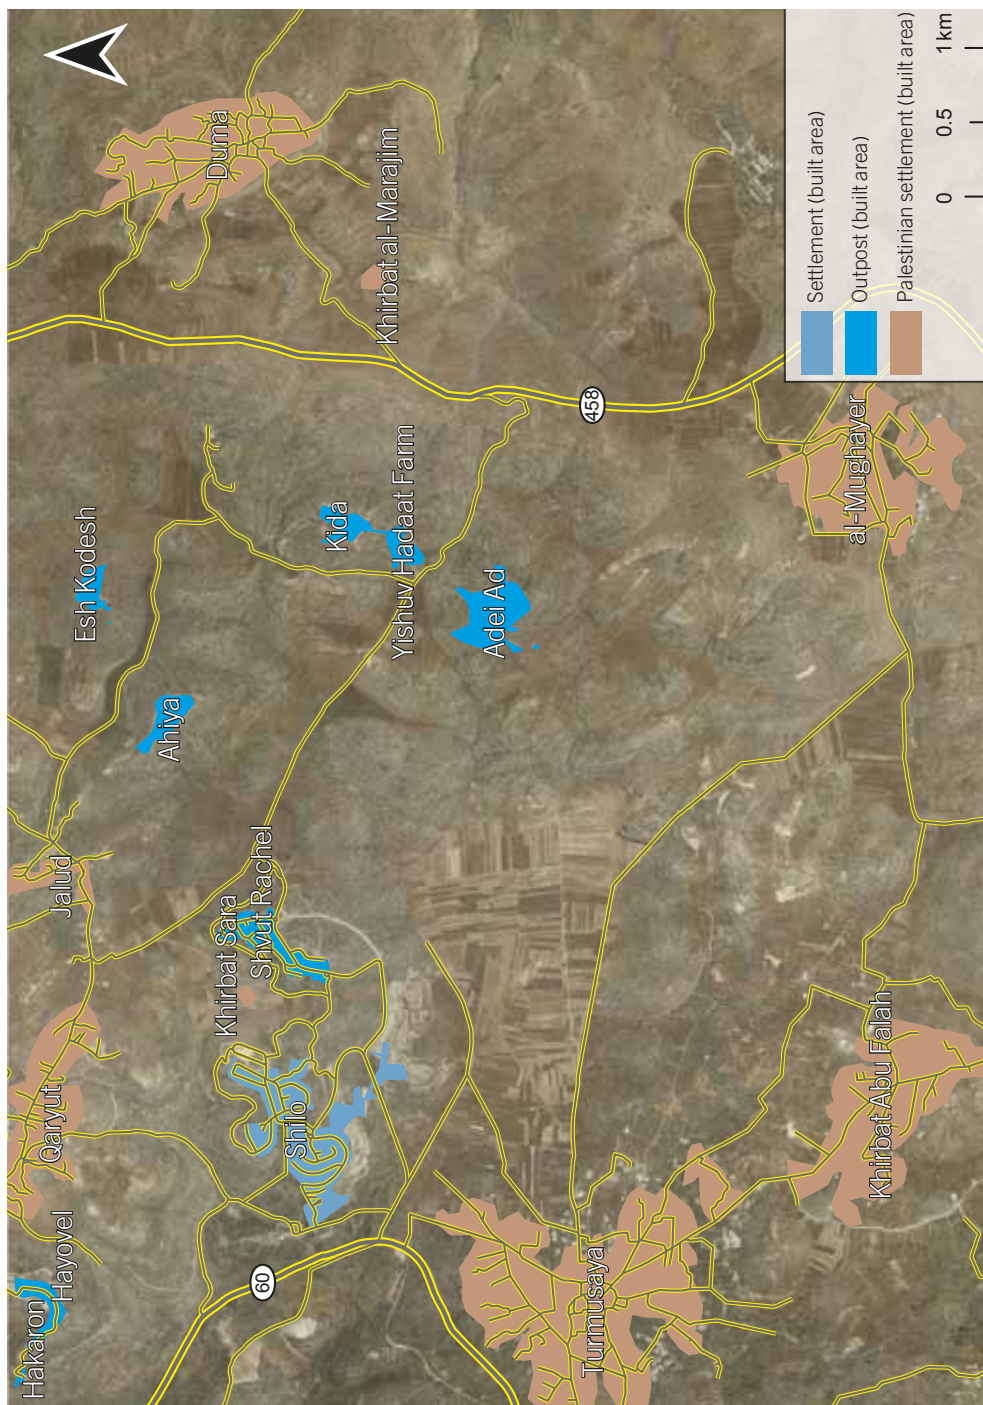 Hakaron
Hayovel
Qaryut
Jalud
Esh Kodesh
Ahiya
Duma
Khirbat Sara
Shvut Rachel
Shilo
60
Kida
Yishuv Hadaat Farm
Khirbat al-Marajim
Adei Ad
458
Turmusaya
al-Mughayer
Khirbat Abu Falah
Settlement (built area)
Outpost (built area)
Palestinian settlement (built area)
0 0.5 1km